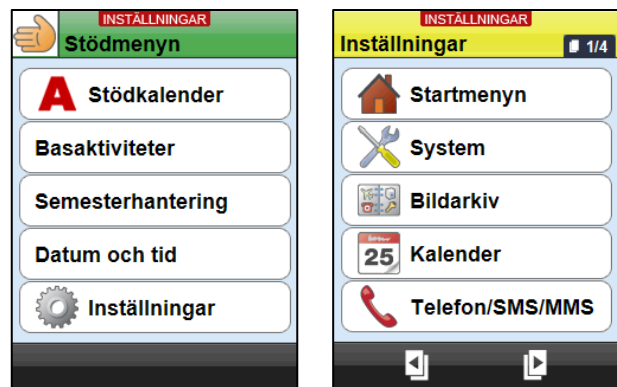 INSTÄLLNINGAR
Stödmenyn
A Stödkalender
Basaktiviteter
Semesterhantering
Datum och tid
Inställningar
INSTÄLLNINGAR
Inställningar 1/4
Startmenyn
System
Bildarkiv
25 Kalender
Telefon/SMS/MMS